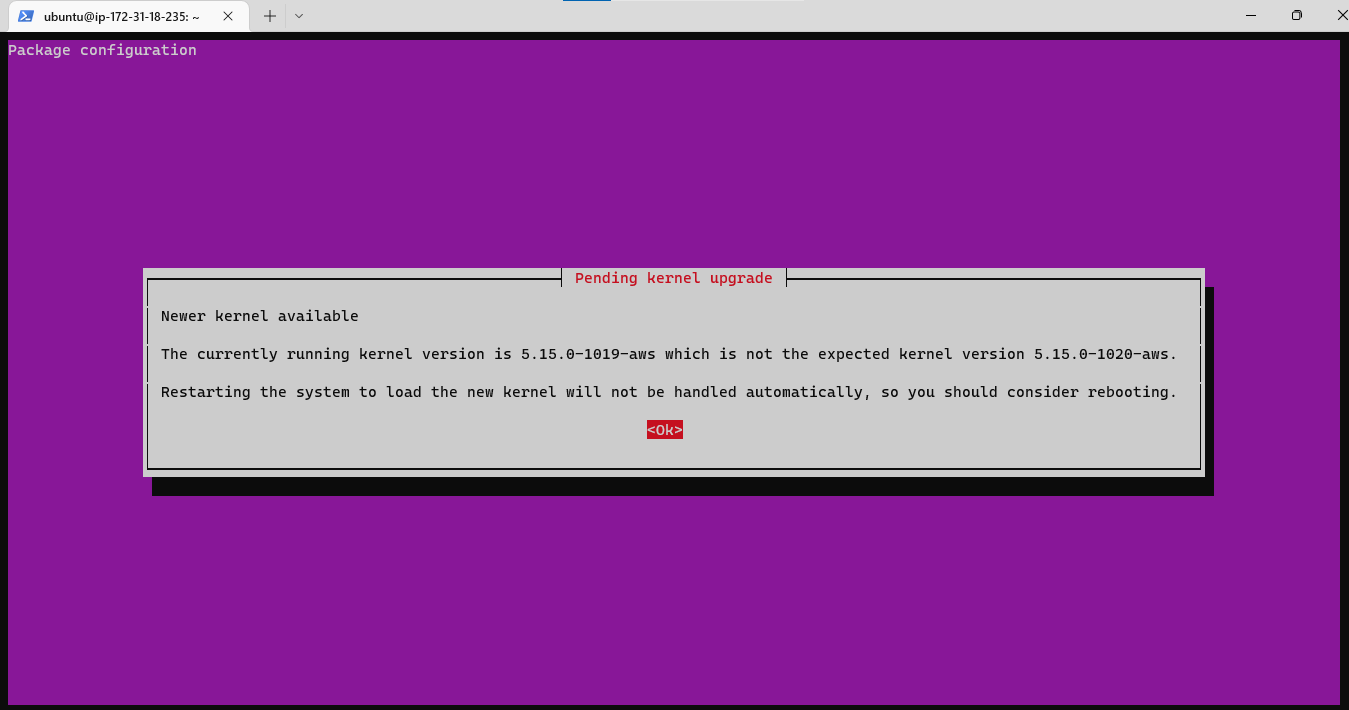 ubuntu@ip-172-31-18-235: ~
Package configuration
Pending kernel upgrade
Newer kernel available
The currently running kernel version is 5.15.0-1019-aws which is not the expected kernel version 5.15.0-1020-aws.
Restarting the system to load the new kernel will not be handled automatically, so you should consider rebooting.
<Ok>